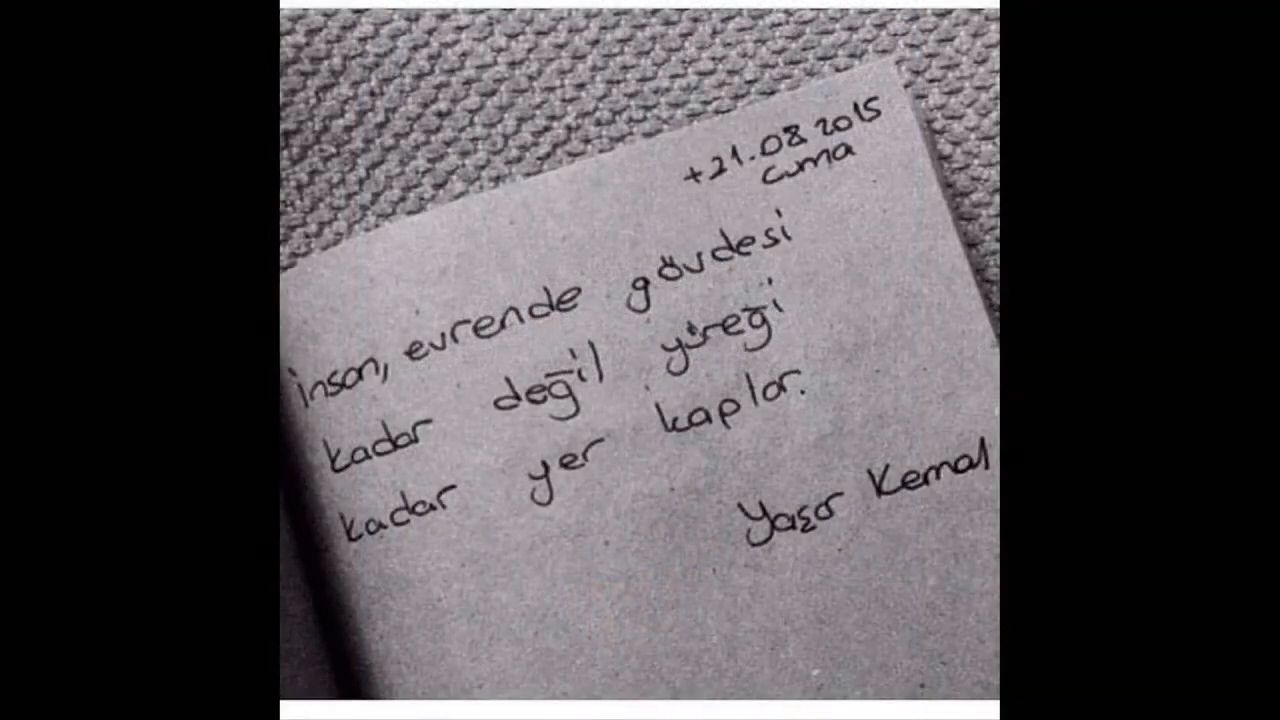 +21.08 2015
Cuma
insan, evrende gövdesi
kadar değil yüreği
kadar yer kaplar.
Yaşar Kemal